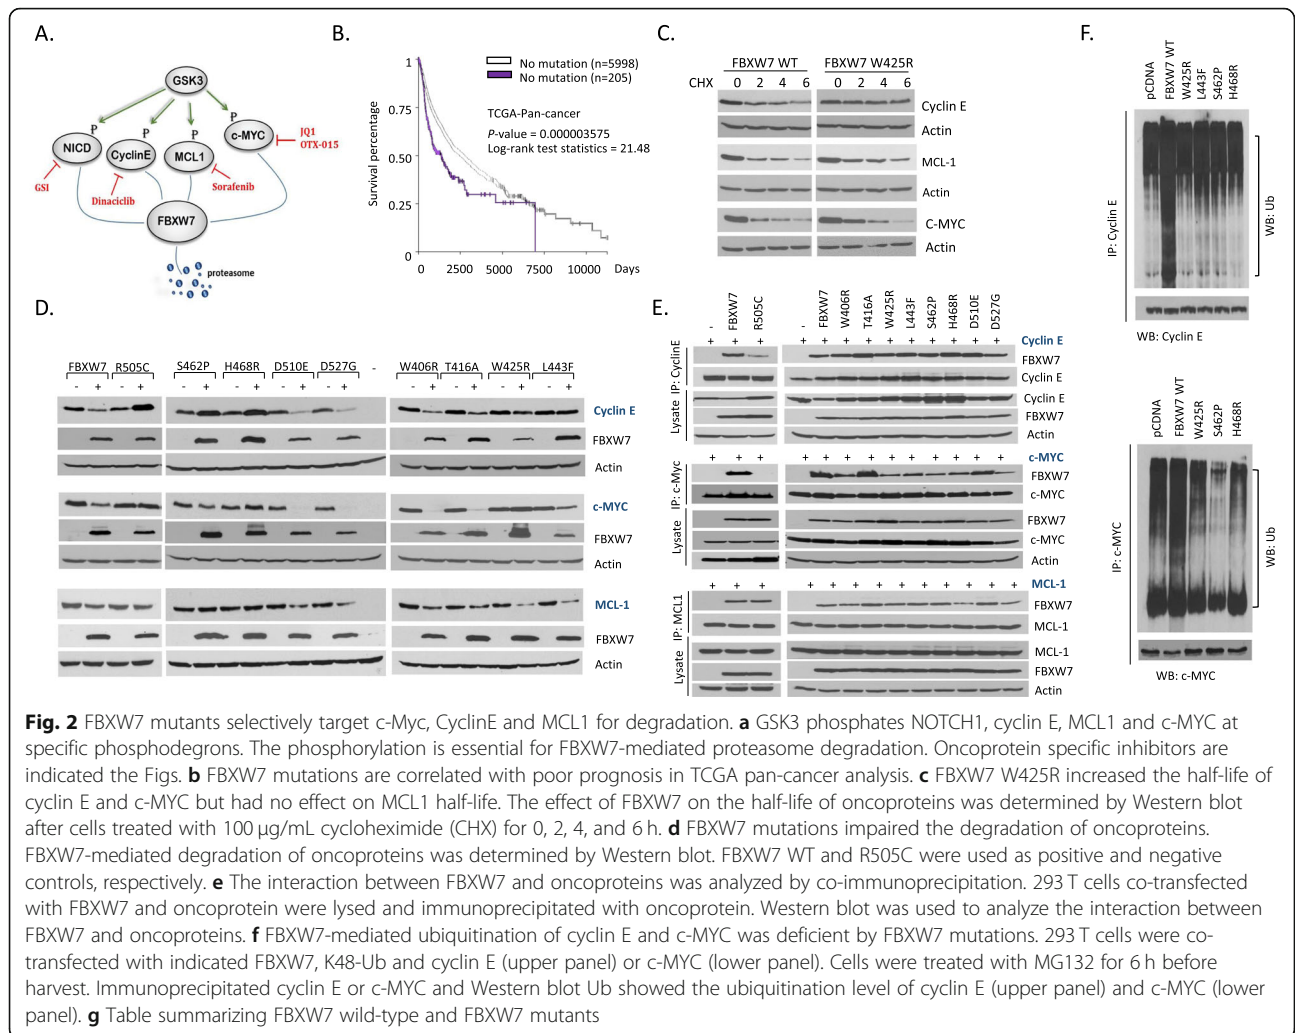 A.
GSK3
P
P
P
P
NICD
CyclinE
MCL1
c-MYC
JQ1
OTX-015
GSI
Dinaciclib
Sorafenib
FBXW7
proteasome
B.
No mutation (n=5998)
No mutation (n=205)
TCGA-Pan-cancer
P-value = 0.000003575
Log-rank test statistics = 21.48
Survival percentage
1
0.75
0.50
0.25
0
0 2500 5000 7500 10000 Days
C.
FBXW7 WT FBXW7 W425R
CHX 0 2 4 6 0 2 4 6
Cyclin E
Actin
MCL-1
Actin
C-MYC
Actin
D.
FBXW7 R505C S462P H468R D510E D527G - W406R T416A W425R L443F
- + - + - + - + - + - + - + - + - + - +
Cyclin E
FBXW7
Actin
c-MYC
FBXW7
Actin
MCL-1
FBXW7
Actin
E.
- FBXW7 R505C - FBXW7 W406R T416A W425R L443F S462P H468R D510E D527G
+ + + + + + + + + + + + + Cyclin E
IP: CyclinE
FBXW7
Cyclin E
Lysate
Cyclin E
FBXW7
Actin
+ + + + + + + + + + + + + c-MYC
IP: c-Myc
FBXW7
c-MYC
Lysate
FBXW7
c-MYC
Actin
+ + + + + + + + + + + + + MCL-1
IP: MCL1
FBXW7
MCL-1
Lysate
MCL-1
FBXW7
Actin
F.
pCDNA FBXW7 WT W425R L443F S462P H468R
IP: Cyclin E
WB: Ub
WB: Cyclin E
pCDNA FBXW7 WT W425R S462P H468R
IP: c-MYC
WB: Ub
WB: c-MYC
Fig. 2 FBXW7 mutants selectively target c-Myc, CyclinE and MCL1 for degradation. a GSK3 phosphates NOTCH1, cyclin E, MCL1 and c-MYC at
specific phosphodegrons. The phosphorylation is essential for FBXW7-mediated proteasome degradation. Oncoprotein specific inhibitors are
indicated the Figs. b FBXW7 mutations are correlated with poor prognosis in TCGA pan-cancer analysis. c FBXW7 W425R increased the half-life of
cyclin E and c-MYC but had no effect on MCL1 half-life. The effect of FBXW7 on the half-life of oncoproteins was determined by Western blot
after cells treated with 100 μg/mL cycloheximide (CHX) for 0, 2, 4, and 6 h. d FBXW7 mutations impaired the degradation of oncoproteins.
FBXW7-mediated degradation of oncoproteins was determined by Western blot. FBXW7 WT and R505C were used as positive and negative
controls, respectively. e The interaction between FBXW7 and oncoproteins was analyzed by co-immunoprecipitation. 293 T cells co-transfected
with FBXW7 and oncoprotein were lysed and immunoprecipitated with oncoprotein. Western blot was used to analyze the interaction between
FBXW7 and oncoproteins. f FBXW7-mediated ubiquitination of cyclin E and c-MYC was deficient by FBXW7 mutations. 293 T cells were co-
transfected with indicated FBXW7, K48-Ub and cyclin E (upper panel) or c-MYC (lower panel). Cells were treated with MG132 for 6 h before
harvest. Immunoprecipitated cyclin E or c-MYC and Western blot Ub showed the ubiquitination level of cyclin E (upper panel) and c-MYC (lower
panel). g Table summarizing FBXW7 wild-type and FBXW7 mutants